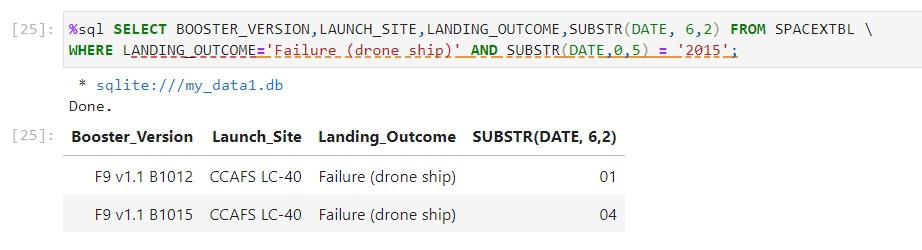 [25]: %sql SELECT BOOSTER_VERSION,LAUNCH_SITE,LANDING_OUTCOME,SUBSTR(DATE, 6,2) FROM SPACEXTBL \
WHERE LANDING_OUTCOME='Failure (drone ship)' AND SUBSTR(DATE,0,5) = '2015';
* sqlite:///my_data1.db
Done.
[25]: Booster_Version Launch_Site Landing_Outcome SUBSTR(DATE, 6,2)
F9 v1.1 B1012 CCAFS LC-40 Failure (drone ship) 01
F9 v1.1 B1015 CCAFS LC-40 Failure (drone ship) 04